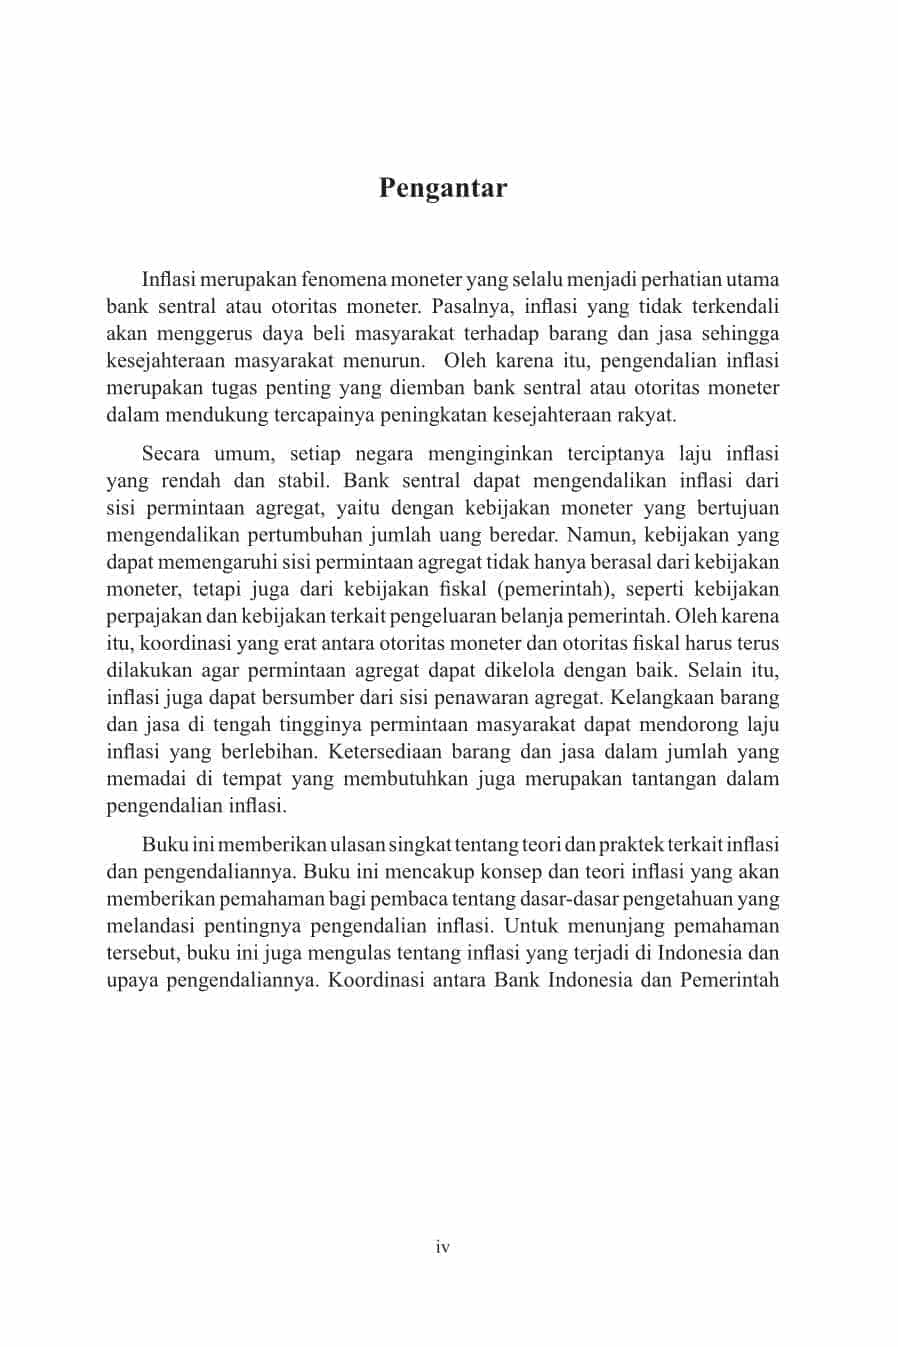 Pengantar
Inflasi merupakan fenomena moneter yang selalu menjadi perhatian utama
bank sentral atau otoritas moneter. Pasalnya, inflasi yang tidak terkendali
akan menggerus daya beli masyarakat terhadap barang dan jasa sehingga
kesejahteraan masyarakat menurun.  Oleh karena itu, pengendalian inflasi
merupakan tugas penting yang diemban bank sentral atau otoritas moneter
dalam mendukung tercapainya peningkatan kesejahteraan rakyat.
Secara umum, setiap negara menginginkan terciptanya laju inflasi
yang rendah dan stabil. Bank sentral dapat mengendalikan inflasi dari
sisi permintaan agregat, yaitu dengan kebijakan moneter yang bertujuan
mengendalikan pertumbuhan jumlah uang beredar. Namun, kebijakan yang
dapat memengaruhi sisi permintaan agregat tidak hanya berasal dari kebijakan
moneter, tetapi juga dari kebijakan fiskal (pemerintah), seperti kebijakan
perpajakan dan kebijakan terkait pengeluaran belanja pemerintah. Oleh karena
itu, koordinasi yang erat antara otoritas moneter dan otoritas fiskal harus terus
dilakukan agar permintaan agregat dapat dikelola dengan baik. Selain itu,
inflasi juga dapat bersumber dari sisi penawaran agregat. Kelangkaan barang
dan jasa di tengah tingginya permintaan masyarakat dapat mendorong laju
inflasi yang berlebihan. Ketersediaan barang dan jasa dalam jumlah yang
memadai di tempat yang membutuhkan juga merupakan tantangan dalam
pengendalian inflasi.
Buku ini memberikan ulasan singkat tentang teori dan praktek terkait inflasi
dan pengendaliannya. Buku ini mencakup konsep dan teori inflasi yang akan
memberikan pemahaman bagi pembaca tentang dasar-dasar pengetahuan yang
melandasi pentingnya pengendalian inflasi. Untuk menunjang pemahaman
tersebut, buku ini juga mengulas tentang inflasi yang terjadi di Indonesia dan
upaya pengendaliannya. Koordinasi antara Bank Indonesia dan Pemerintah
iv